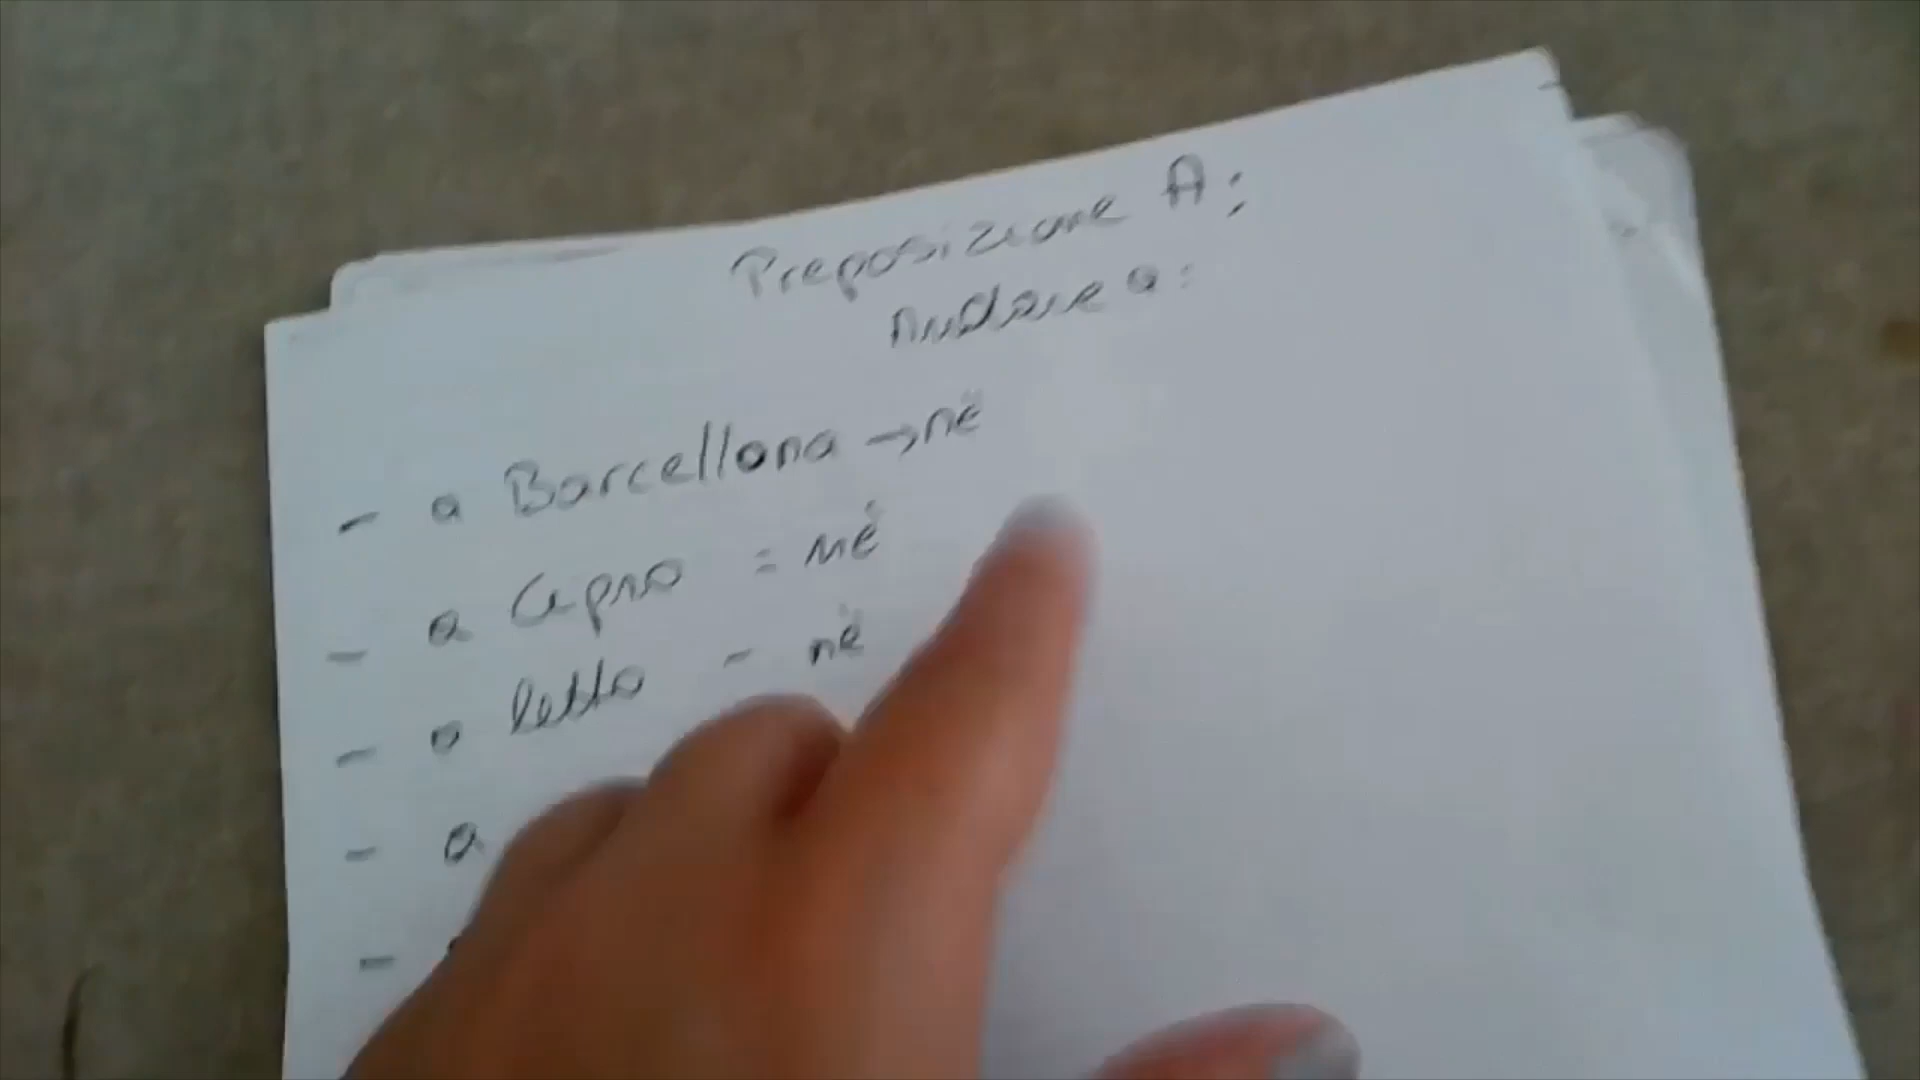 Preposizione A:
Andare a:
- a Barcellona → në
- a Cipro = në
- a letto - në
- a
-